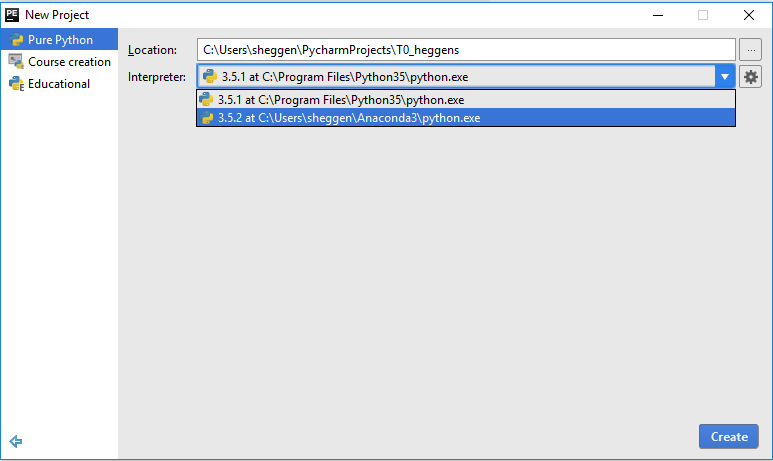 PE New Project
Pure Python
Course creation
Educational
Location: C:\Users\sheggen\PycharmProjects\T0_heggens ...
Interpreter: 3.5.1 at C:\Program Files\Python35\python.exe
3.5.1 at C:\Program Files\Python35\python.exe
3.5.2 at C:\Users\sheggen\Anaconda3\python.exe
Create